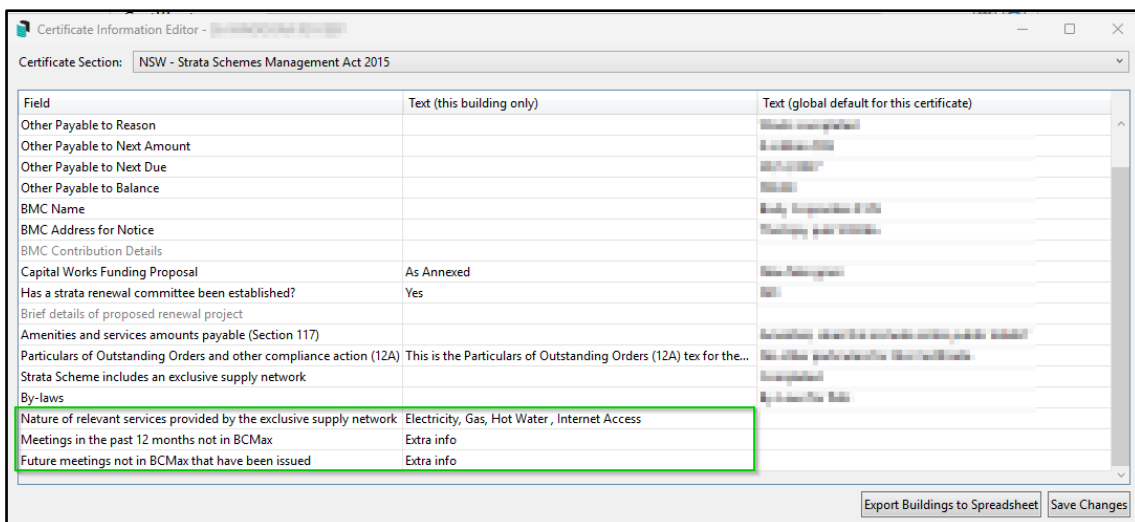 Certificate Information Editor -
Certificate Section: NSW - Strata Schemes Management Act 2015
Field Text (this building only) Text (global default for this certificate)
Other Payable to Reason
Other Payable to Next Amount
Other Payable to Next Due
Other Payable to Balance
BMC Name
BMC Address for Notice
BMC Contribution Details
Capital Works Funding Proposal As Annexed
Has a strata renewal committee been established? Yes
Brief details of proposed renewal project
Amenities and services amounts payable (Section 117)
Particulars of Outstanding Orders and other compliance action (12A) This is the Particulars of Outstanding Orders (12A) tex for the...
Strata Scheme includes an exclusive supply network
By-laws
Nature of relevant services provided by the exclusive supply network Electricity, Gas, Hot Water , Internet Access
Meetings in the past 12 months not in BCMax Extra info
Future meetings not in BCMax that have been issued Extra info
Export Buildings to Spreadsheet Save Changes